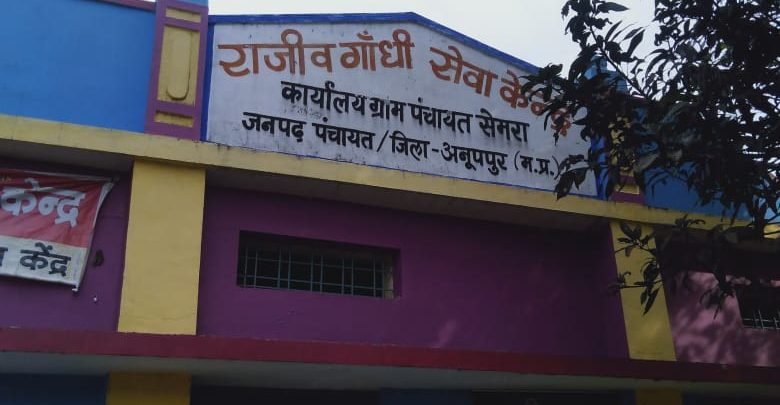 राजीव गाँधी सेवा केन्द्र
कार्यालय ग्राम पंचायत सेमरा
जनपद पंचायत/जिला-अनूपपुर (म.प्र.)
केन्द्र
केंद्र